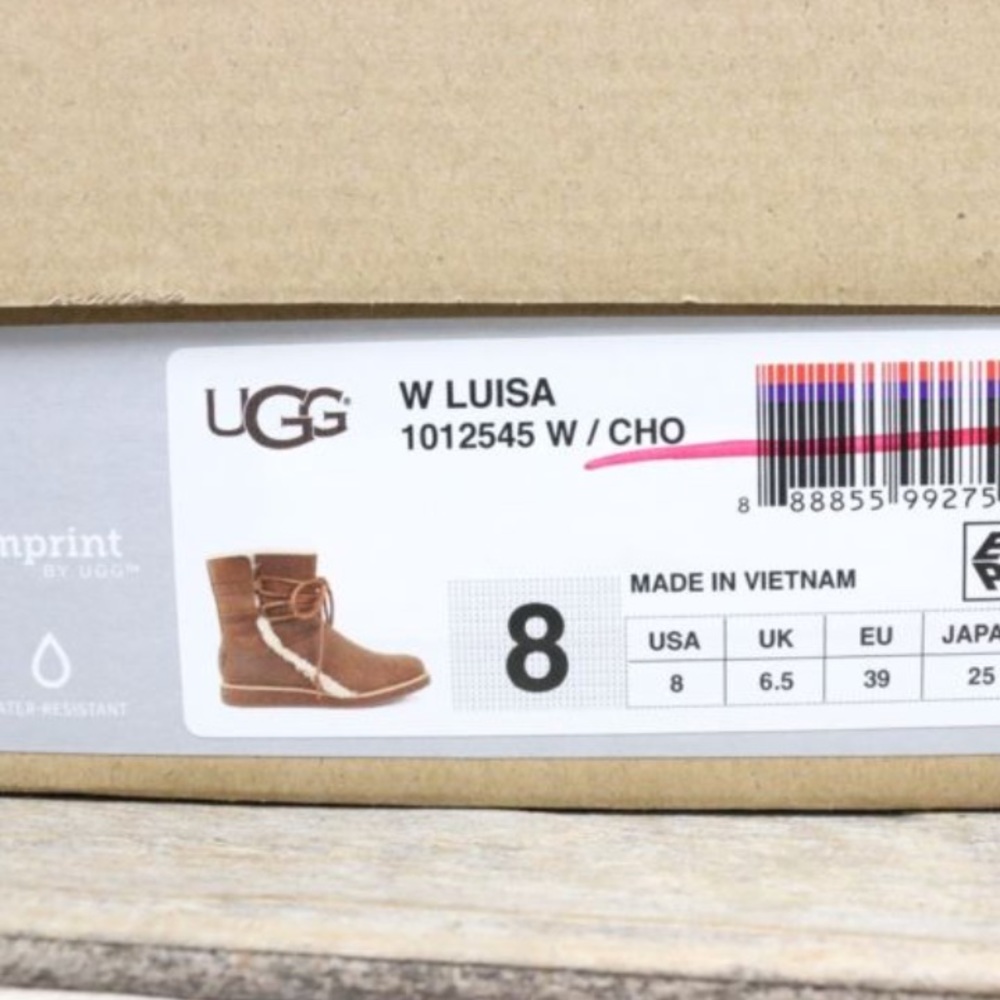 UGG
W LUISA
1012545 W / CHO
8 88855 99275
mprint
BY UGG™
MADE IN VIETNAM
8
USA UK EU JAPA
8 6.5 39 25
ATER-RESISTANT